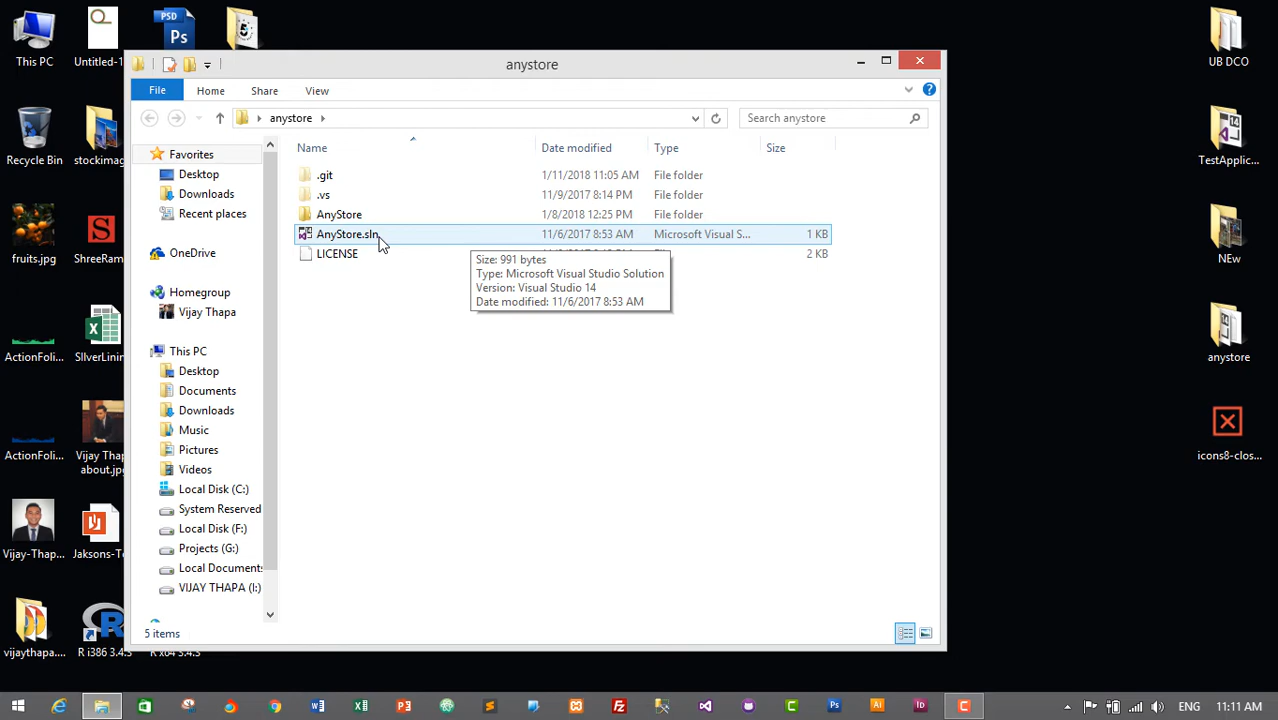 This PC
Untitled-1
PSD
Ps
5
UB DCO
anystore
File
Home
Share
View
anystore
Search anystore
Name
Date modified
Type
Size
Recycle Bin
stockimag
14
TestApplic...
Favorites
Desktop
Downloads
Recent places
OneDrive
Homegroup
Vijay Thapa
This PC
Desktop
Documents
Downloads
Music
Pictures
Videos
Local Disk (C:)
System Reserved
Local Disk (F:)
Projects (G:)
Local Document:
VIJAY THAPA (I:)
.git
1/11/2018 11:05 AM
File folder
.vs
11/9/2017 8:14 PM
File folder
AnyStore
1/8/2018 12:25 PM
File folder
AnyStore.sln
11/6/2017 8:53 AM
Microsoft Visual S...
1 KB
LICENSE
2 KB
Size: 991 bytes
Type: Microsoft Visual Studio Solution
Version: Visual Studio 14
Date modified: 11/6/2017 8:53 AM
fruits.jpg
ShreeRam
NEw
ActionFoli...
SIlverLinin
14
anystore
ActionFoli...
Vijay Thap
about.jpg
icons8-clos...
Vijay-Thap...
Jaksons-Te
vijaythapa....
R i386 3.4.3
R x64 3.4.3
5 items
ENG
11:11 AM